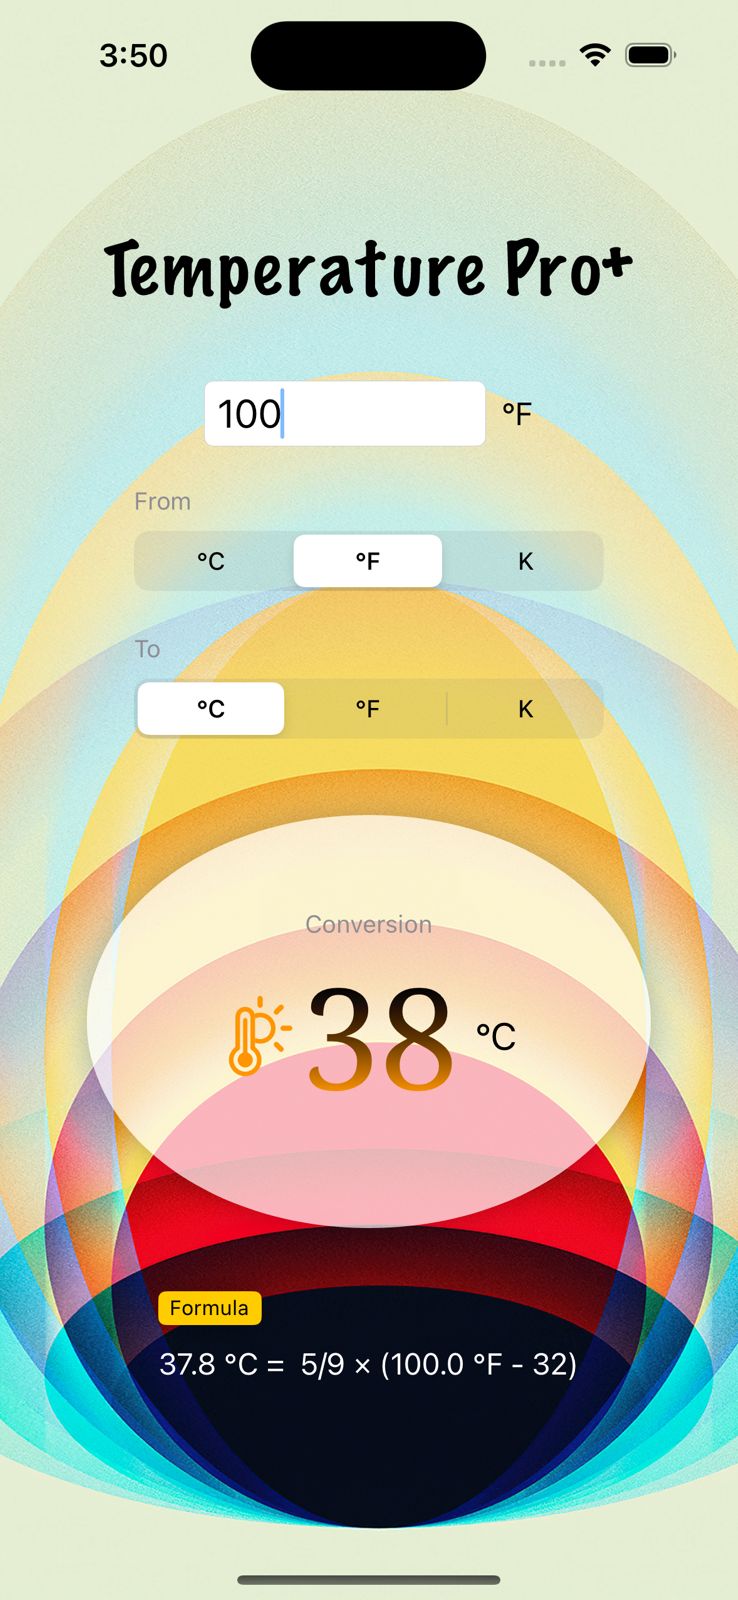 3:50
Temperature Pro+
100 °F
From
°C °F K
To
°C °F K
Conversion
38 °C
Formula
37.8 °C = 5/9 × (100.0 °F - 32)